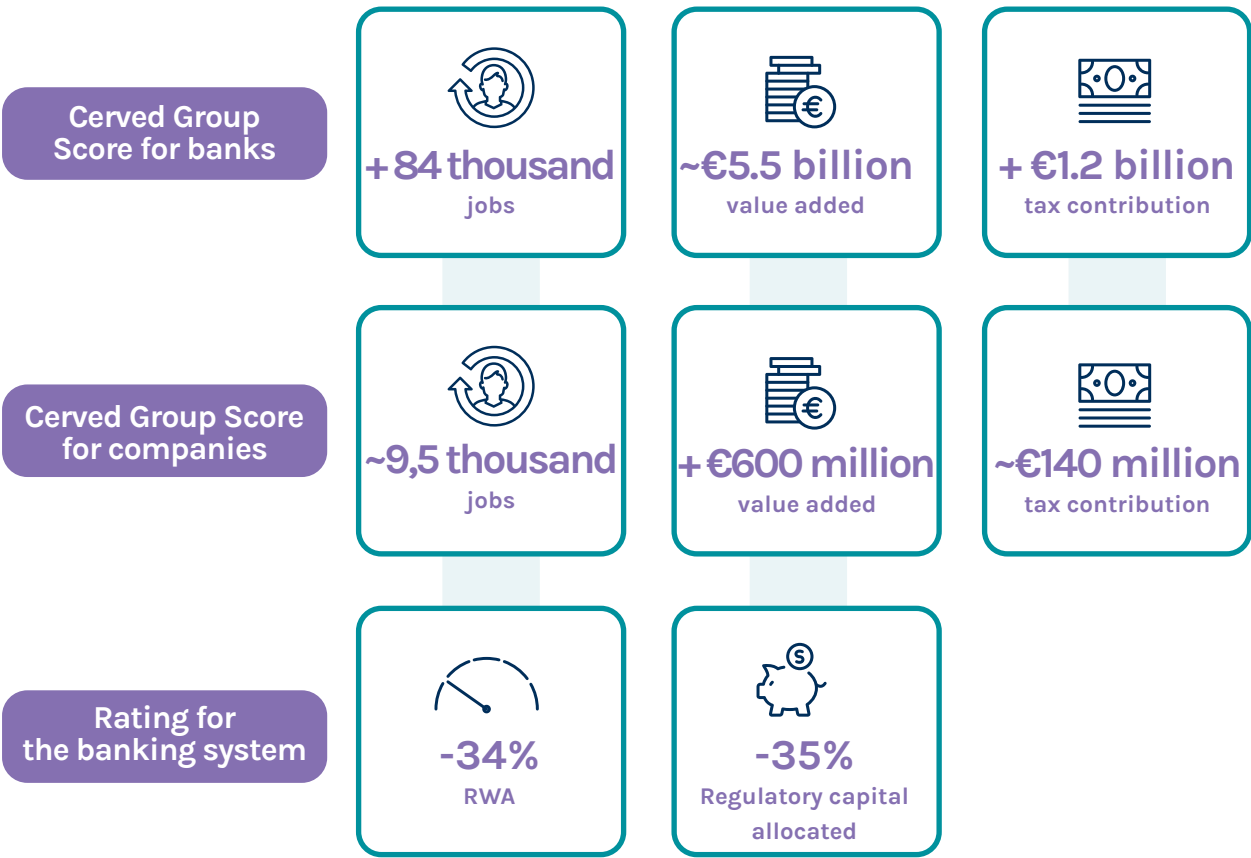 Cerved Group
Score for banks
+ 84 thousand
jobs
~€5.5 billion
value added
+ €1.2 billion
tax contribution
Cerved Group Score
for companies
~9,5 thousand
jobs
+ €600 million
value added
~€140 million
tax contribution
Rating for
the banking system
-34%
RWA
-35%
Regulatory capital
allocated